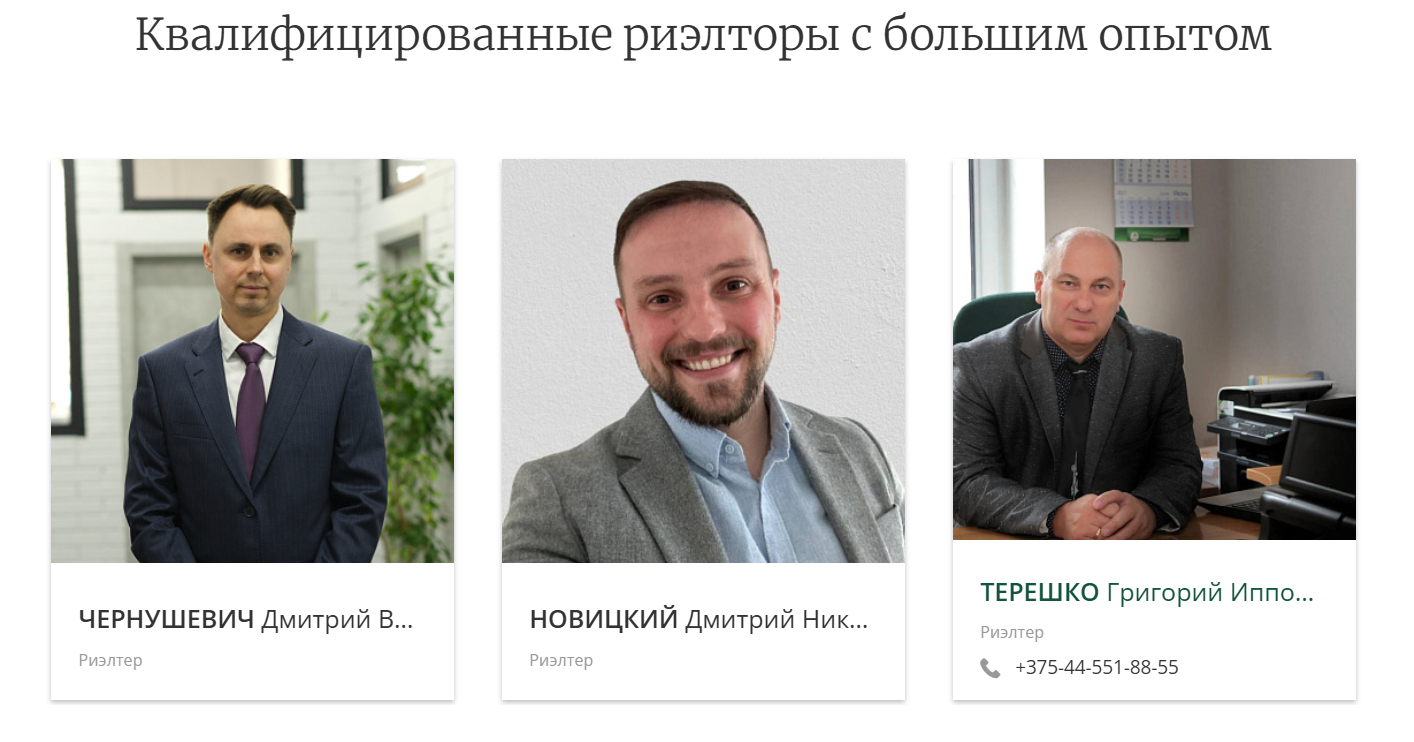 Квалифицированные риэлторы с большим опытом
ЧЕРНУШЕВИЧ Дмитрий В...
Риэлтер
НОВИЦКИЙ Дмитрий Ник...
Риэлтер
ТЕРЕШКО Григорий Иппо...
Риэлтер
+375-44-551-88-55